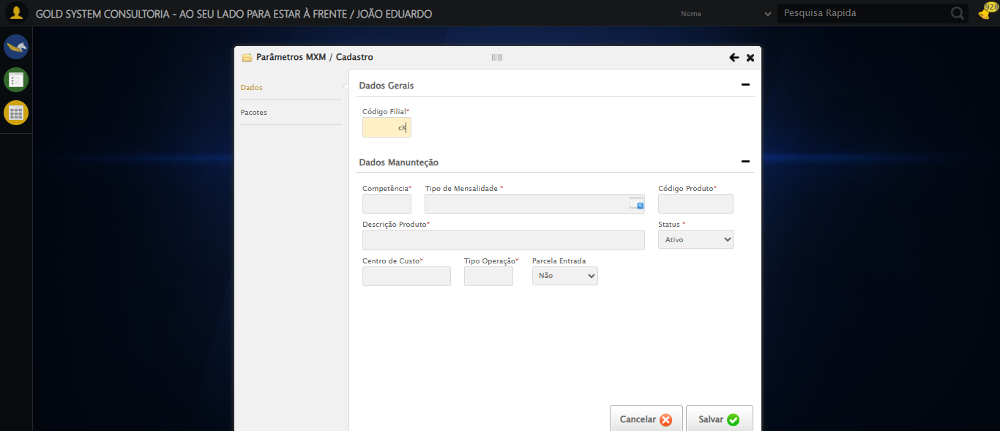 GOLD SYSTEM CONSULTORIA - AO SEU LADO PARA ESTAR À FRENTE / JOÃO EDUARDO
Nome
Pesquisa Rapida
928
Parâmetros MXM / Cadastro
Dados
Pacotes
Dados Gerais
Código Filial*
cK
Dados Manunteção
Competência* Tipo de Mensalidade * Código Produto*
Descrição Produto* Status *
Ativo
Centro de Custo* Tipo Operação* Parcela Entrada
Não
Cancelar Salvar